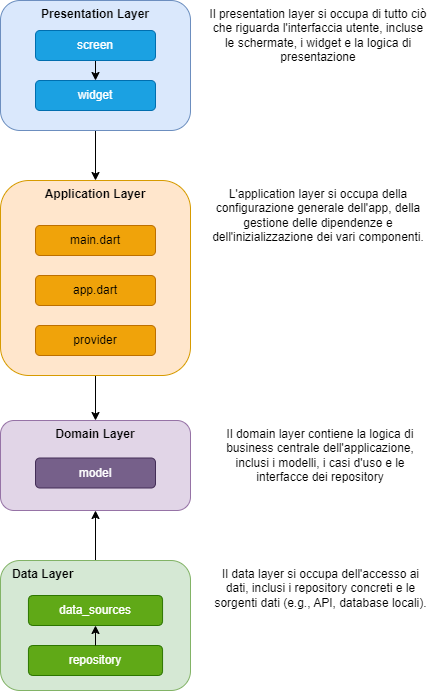 Presentation Layer
screen
widget
Il presentation layer si occupa di tutto ciò
che riguarda l'interfaccia utente, incluse
le schermate, i widget e la logica di
presentazione
Application Layer
main.dart
app.dart
provider
L'application layer si occupa della
configurazione generale dell'app, della
gestione delle dipendenze e
dell'inizializzazione dei vari componenti.
Domain Layer
model
Il domain layer contiene la logica di
business centrale dell'applicazione,
inclusi i modelli, i casi d'uso e le
interfacce dei repository
Data Layer
data_sources
repository
Il data layer si occupa dell'accesso ai
dati, inclusi i repository concreti e le
sorgenti dati (e.g., API, database locali).